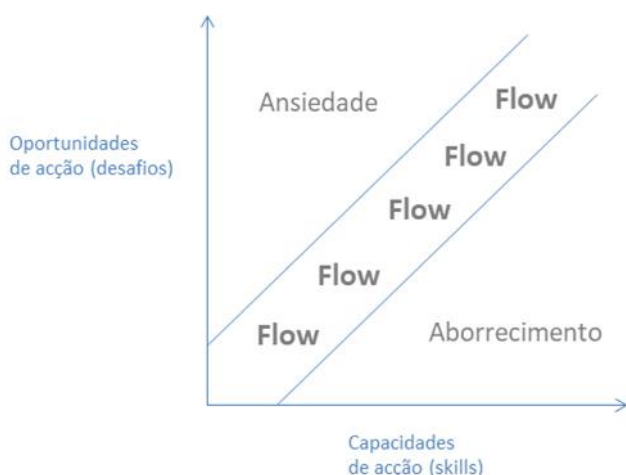 Ansiedade
Flow
Flow
Oportunidades
de acção (desafios)
Flow
Flow
Flow
Aborrecimento
Capacidades
de acção (skills)